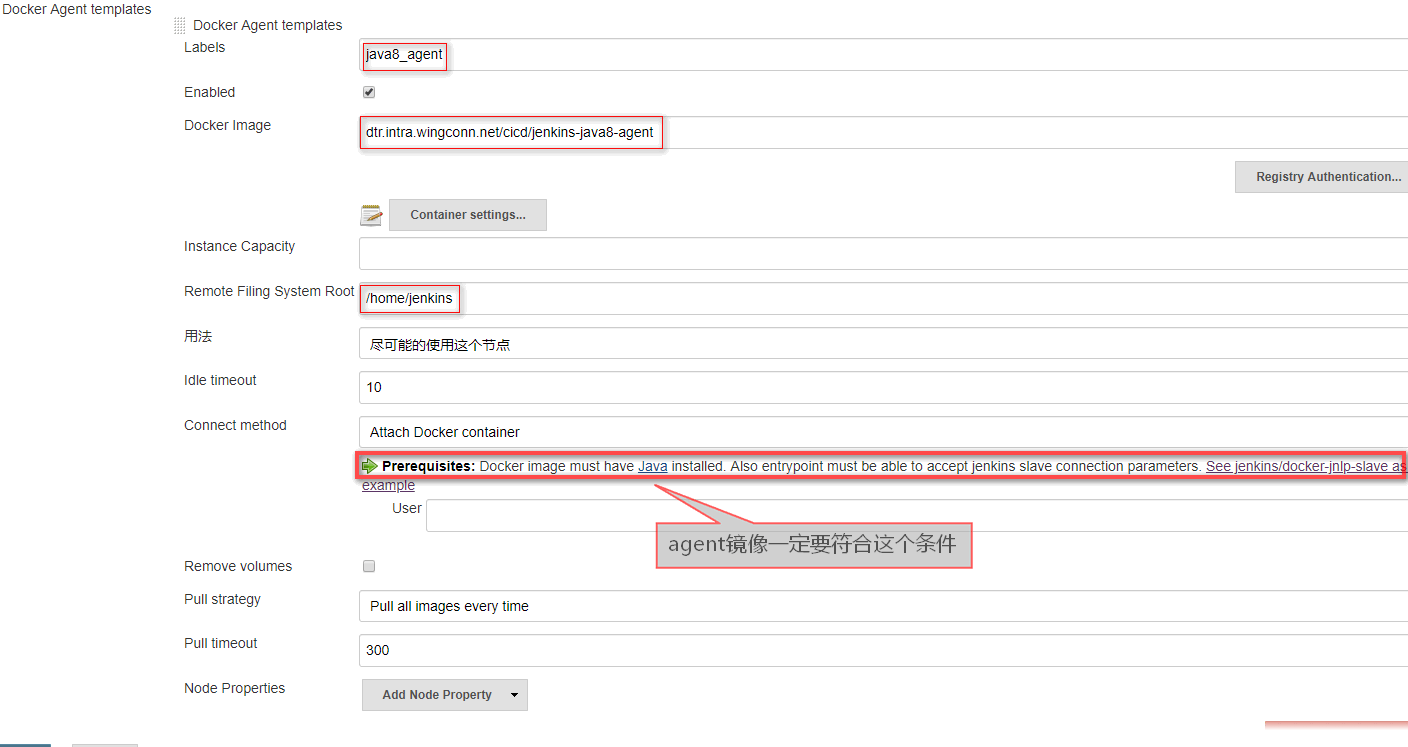 Docker Agent templates
Docker Agent templates
Labels
java8_agent
Enabled
Docker Image
dtr.intra.wingconn.net/cicd/jenkins-java8-agent
Registry Authentication...
Container settings...
Instance Capacity
Remote Filing System Root
/home/jenkins
用法
尽可能的使用这个节点
Idle timeout
10
Connect method
Attach Docker container
Prerequisites: Docker image must have Java installed. Also entrypoint must be able to accept jenkins slave connection parameters. See jenkins/docker-jnlp-slave as
example
User
agent镜像一定要符合这个条件
Remove volumes
Pull strategy
Pull all images every time
Pull timeout
300
Node Properties
Add Node Property